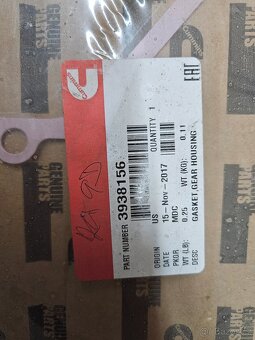 Cummins
GENUINE
PARTS
EAC
PART NUMBER 3938156
QUANTITY 1
ORIGIN US
DATE 15-Nov-2017
PKGR MDC
WT (LB): 0.25 WT (KG): 0.11
DESC GASKET,GEAR HOUSING